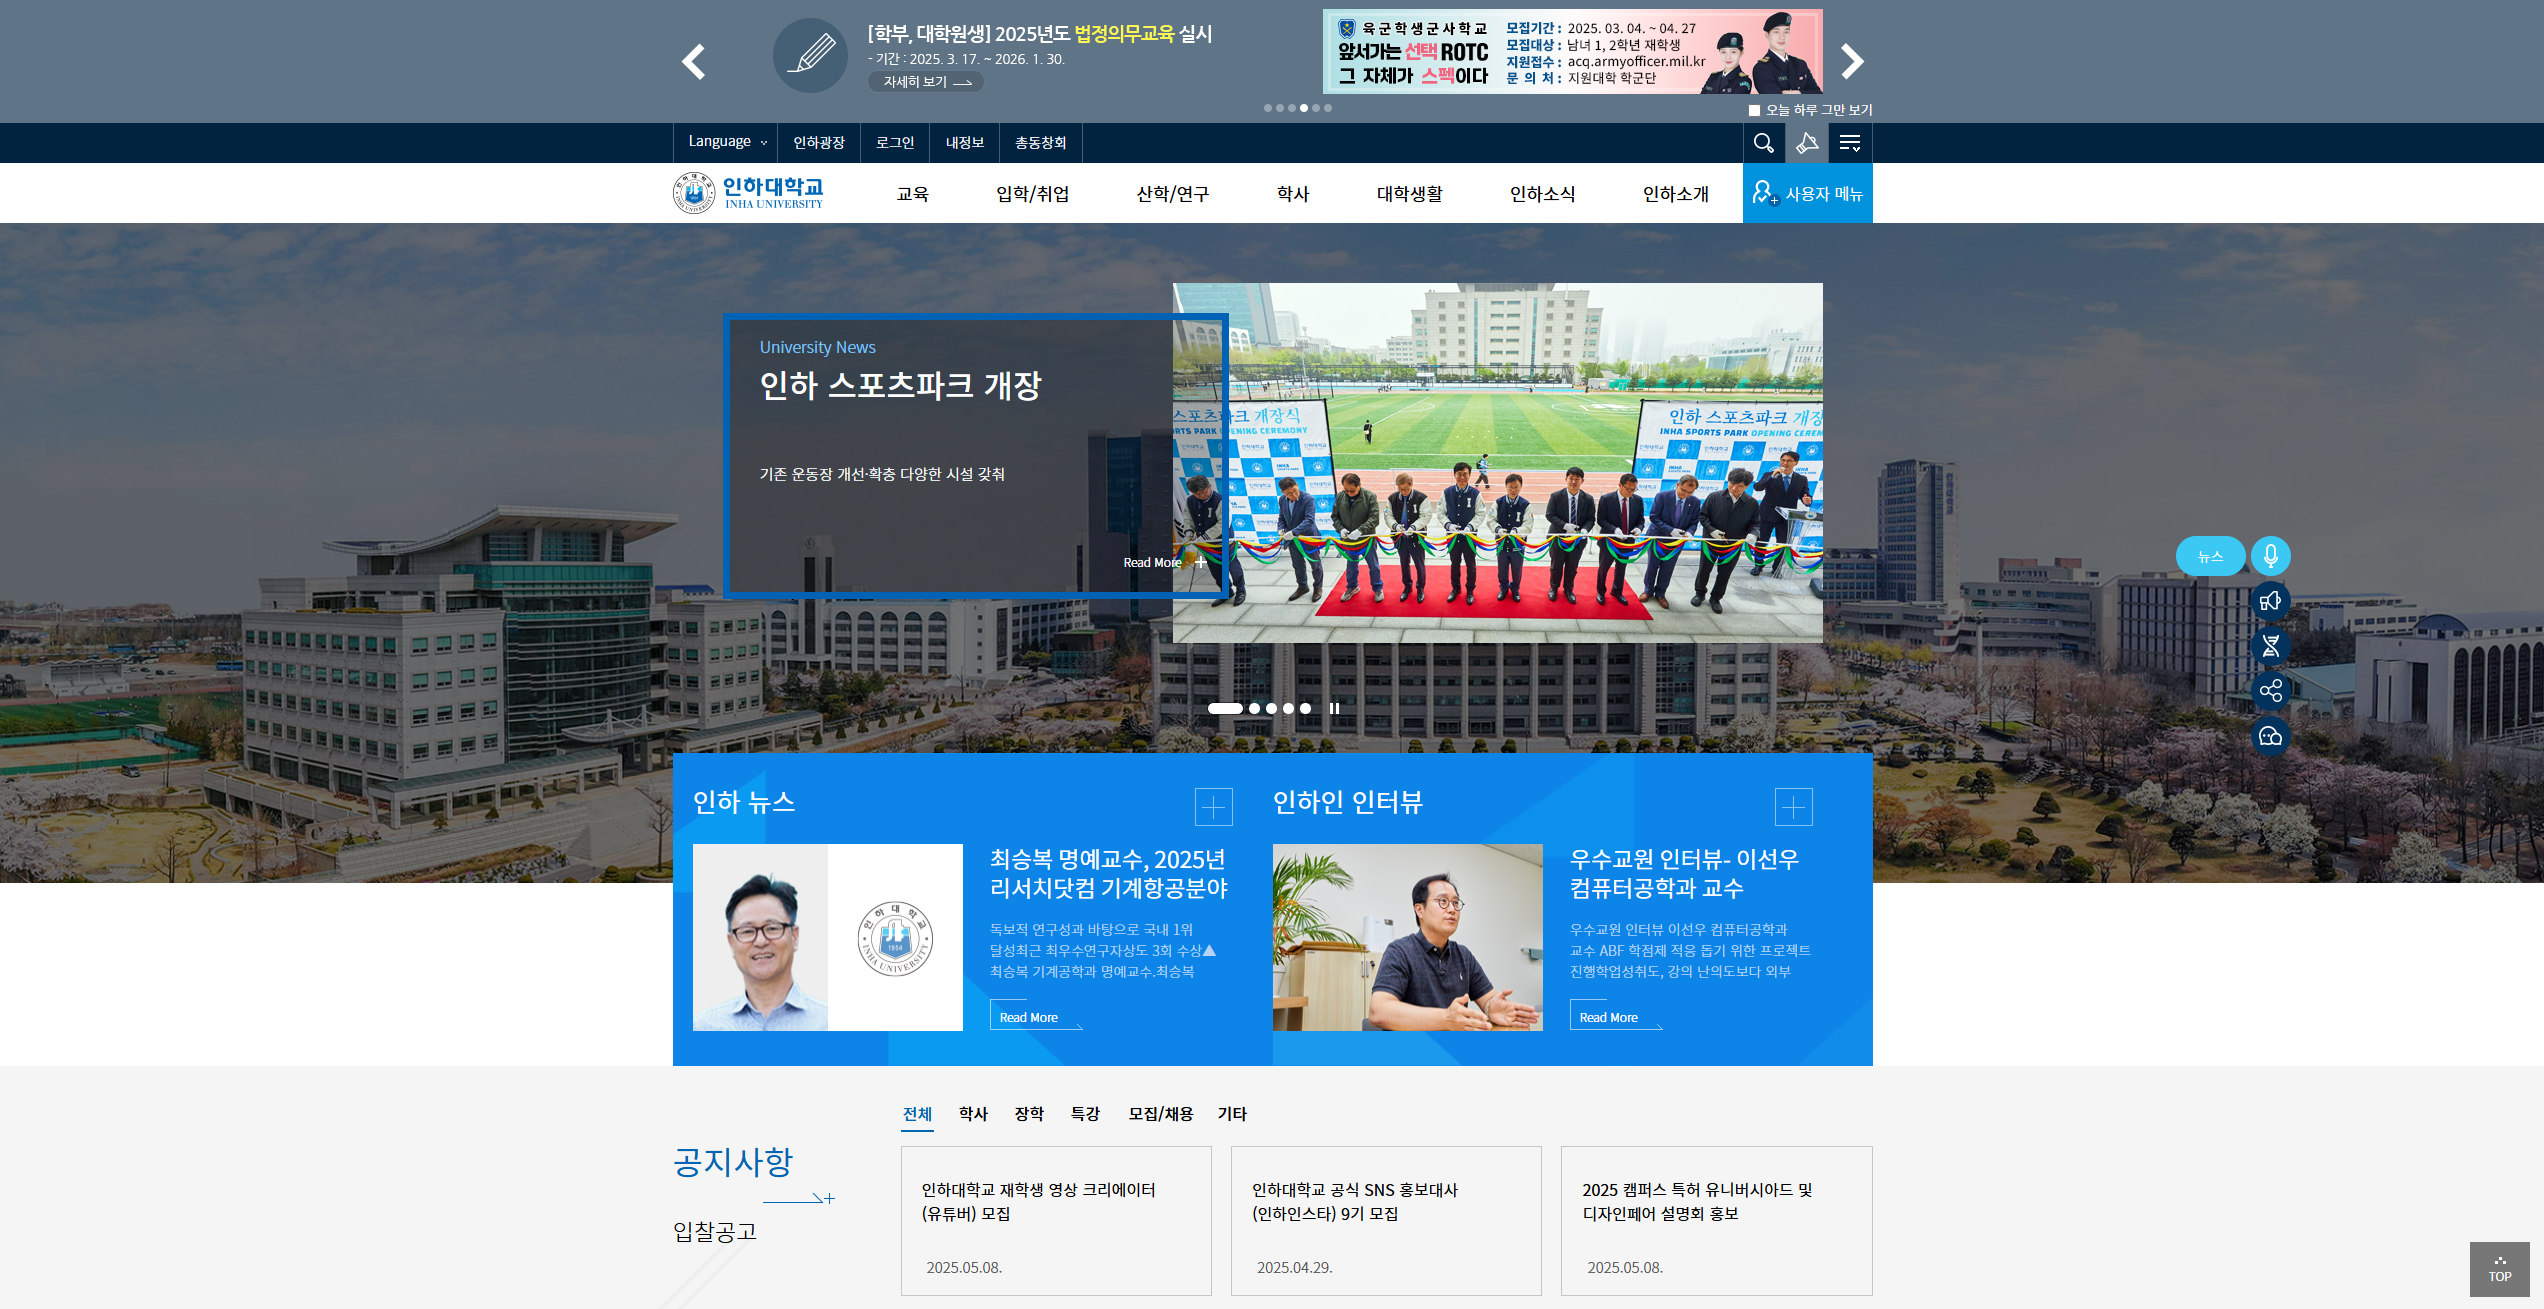 [학부, 대학원생] 2025년도 법정의무교육 실시
- 기간 : 2025. 3. 17. ~ 2026. 1. 30.
자세히 보기
육군학생군사학교
앞서가는 선택 ROTC
그 자체가 스펙이다
모집기간 : 2025. 03. 04. ~ 04. 27
모집대상 : 남녀 1, 2학년 재학생
지원접수 : acq.armyofficer.mil.kr
문 의 처 : 지원대학 학군단
오늘 하루 그만 보기
Language
인하광장
로그인
내정보
총동창회
인하대학교
INHA UNIVERSITY
교육
입학/취업
산학/연구
학사
대학생활
인하소식
인하소개
사용자 메뉴
University News
인하 스포츠파크 개장
기존 운동장 개선·확충 다양한 시설 갖춰
Read More
스포츠파크 개장식
SPORTS PARK OPENING CEREMONY
인하 스포츠파크 개장
INHA SPORTS PARK OPENING CEREM
뉴스
인하 뉴스
최승복 명예교수, 2025년
리서치닷컴 기계항공분야
독보적 연구성과 바탕으로 국내 1위
달성최근 최우수연구자상도 3회 수상▲
최승복 기계공학과 명예교수.최승복
Read More
인하대학교
1954
INHA UNIVERSITY
인하인 인터뷰
우수교원 인터뷰- 이선우
컴퓨터공학과 교수
우수교원 인터뷰 이선우 컴퓨터공학과
교수 ABF 학점제 적응 돕기 위한 프로젝트
진행학업성취도, 강의 난의도보다 외부
Read More
전체
학사
장학
특강
모집/채용
기타
공지사항
입찰공고
인하대학교 재학생 영상 크리에이터
(유튜버) 모집
2025.05.08.
인하대학교 공식 SNS 홍보대사
(인하인스타) 9기 모집
2025.04.29.
2025 캠퍼스 특허 유니버시아드 및
디자인페어 설명회 홍보
2025.05.08.
TOP